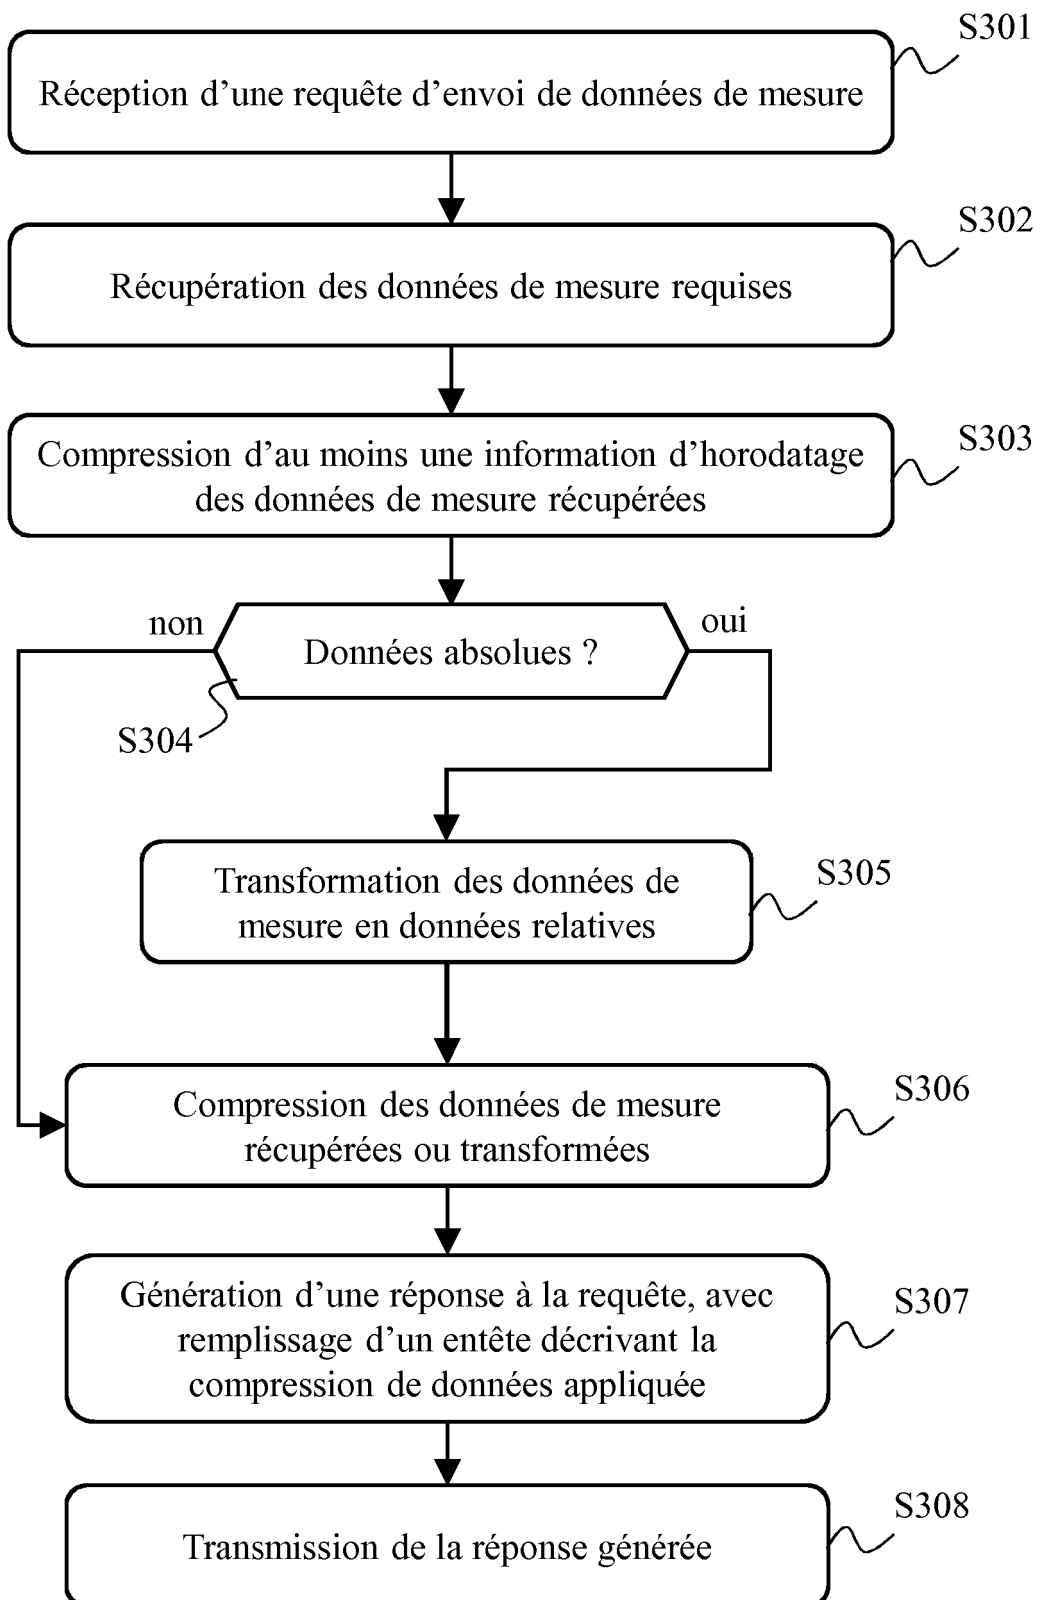 S301
Réception d’une requête d’envoi de données de mesure
S302
Récupération des données de mesure requises
S303
Compression d’au moins une information d’horodatage
des données de mesure récupérées
non
oui
Données absolues ?
S304
Transformation des données de
mesure en données relatives
S305
Compression des données de mesure
récupérées ou transformées
S306
Génération d’une réponse à la requête, avec
remplissage d’un entête décrivant la
compression de données appliquée
S307
Transmission de la réponse générée
S308